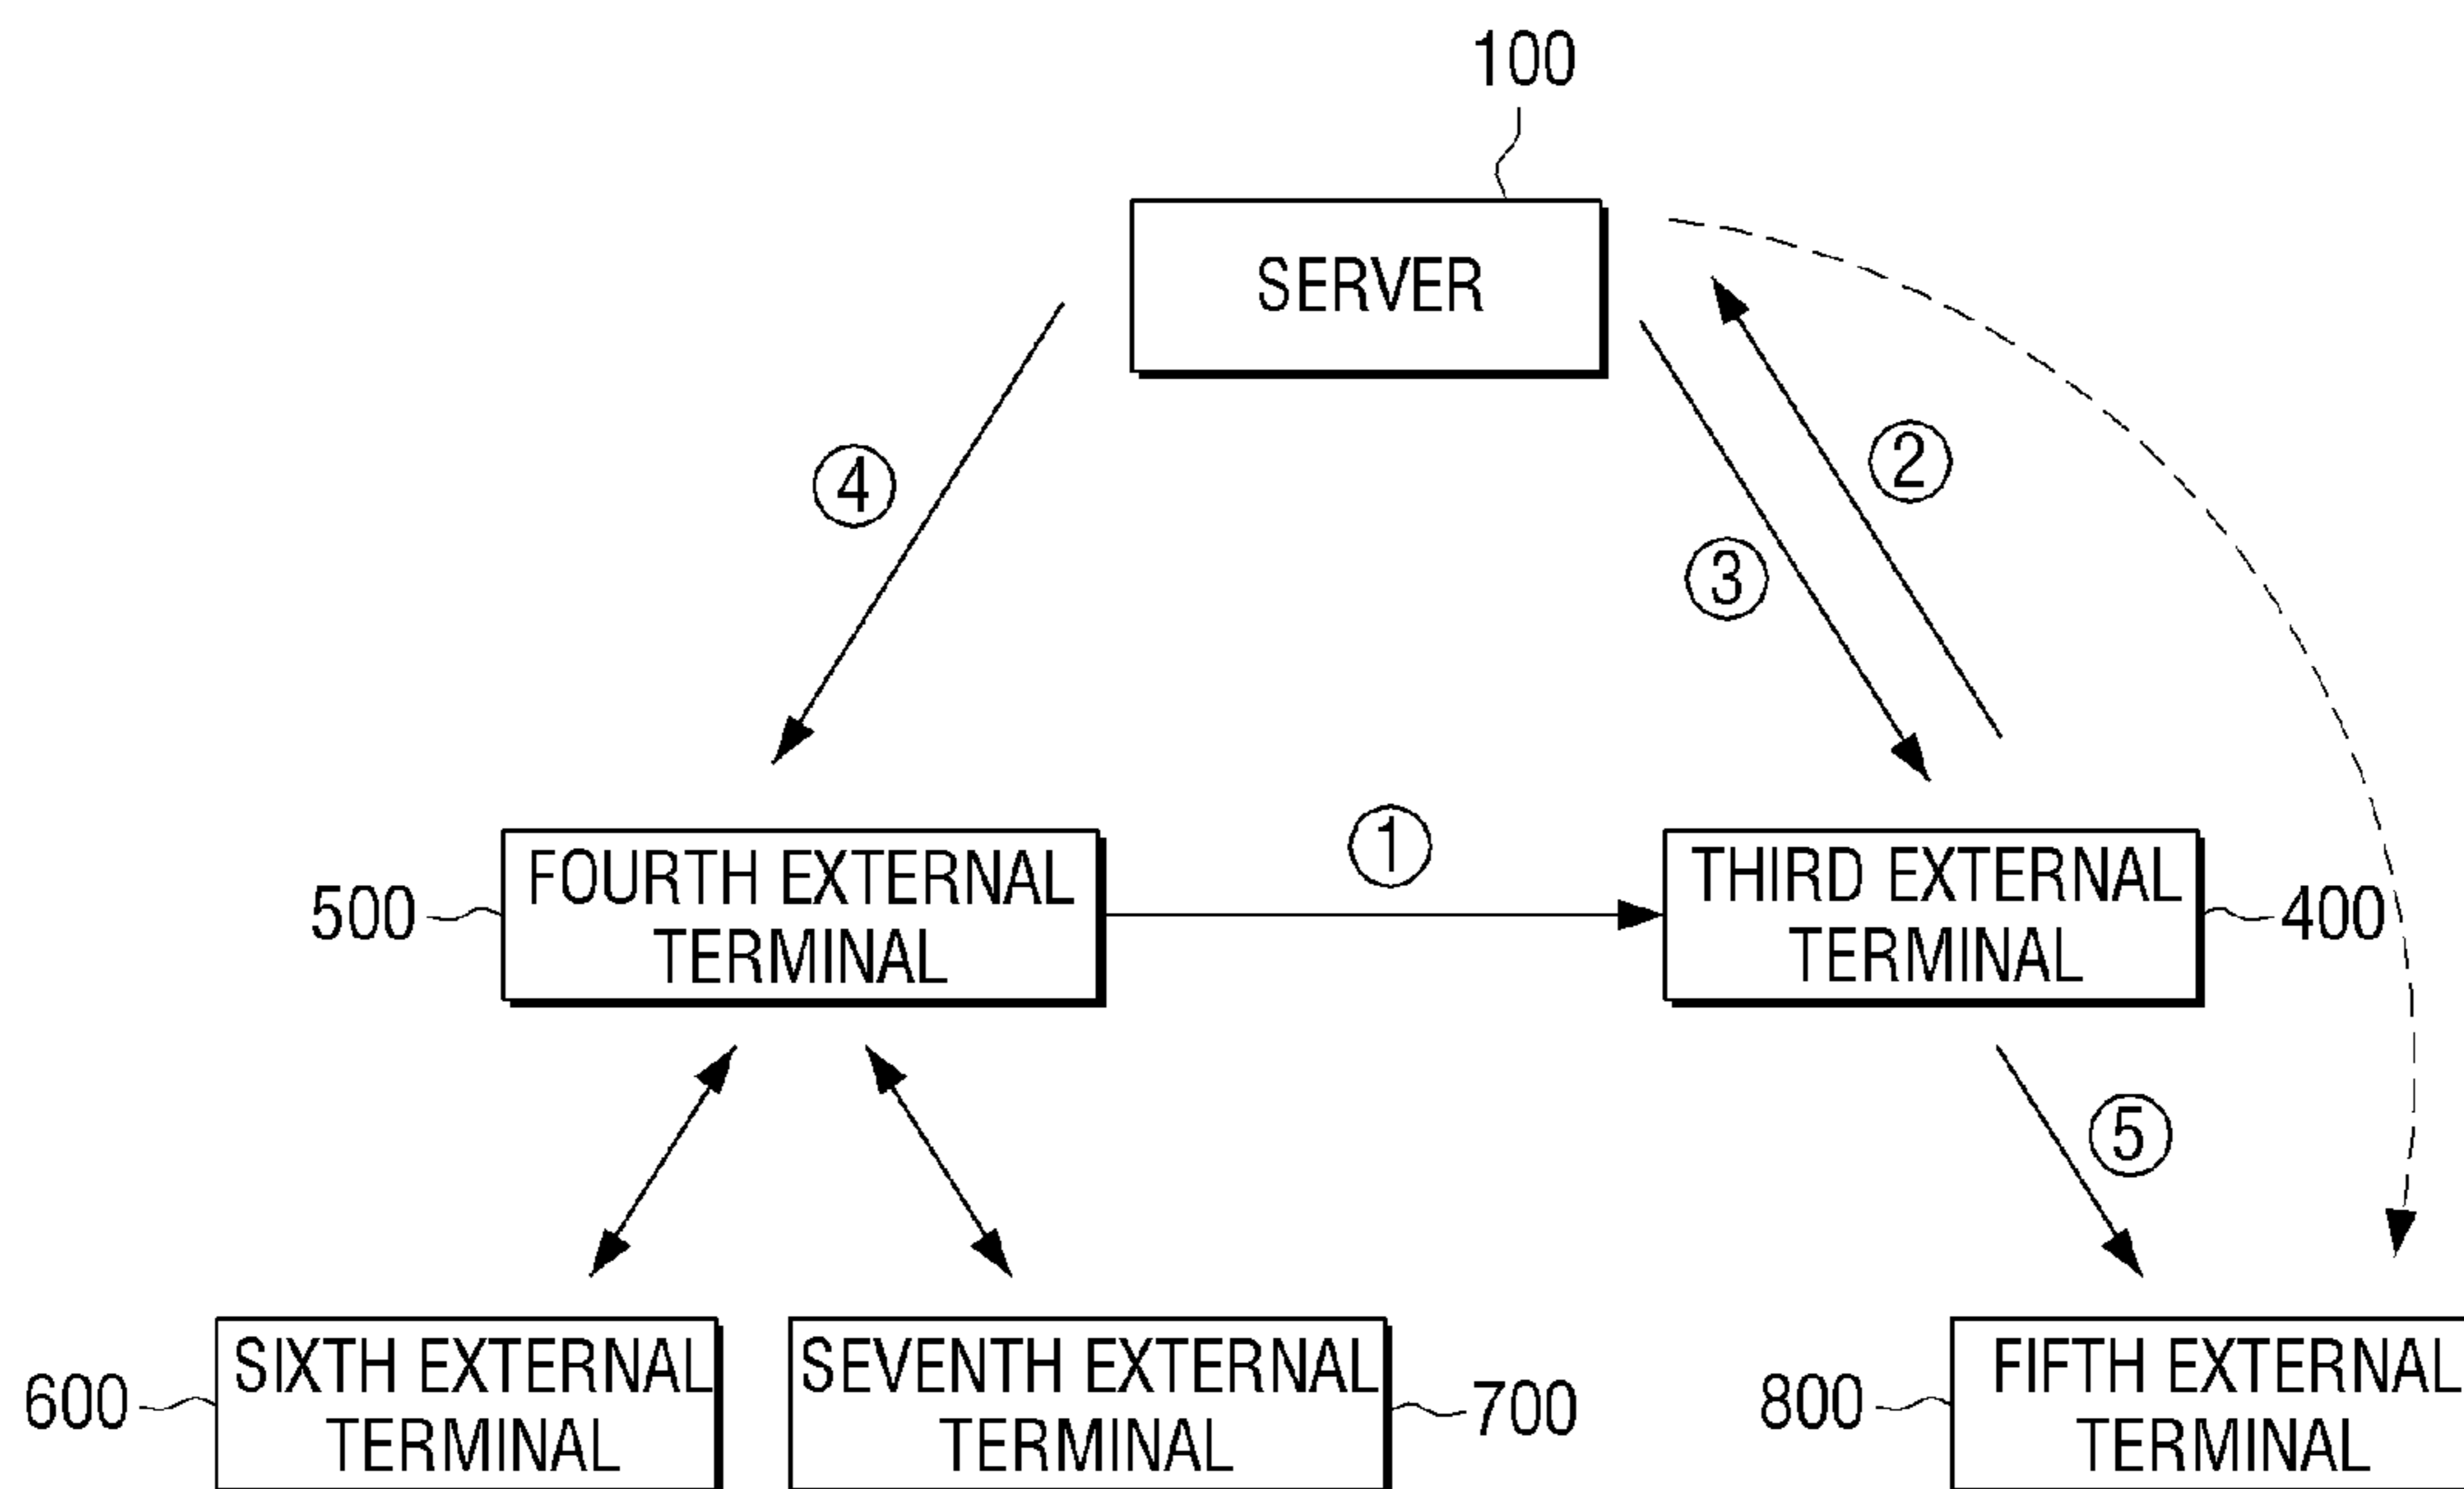 100
SERVER
④
②
③
①
500
FOURTH EXTERNAL
TERMINAL
THIRD EXTERNAL
TERMINAL
400
⑤
600
SIXTH EXTERNAL
TERMINAL
SEVENTH EXTERNAL
TERMINAL
700
800
FIFTH EXTERNAL
TERMINAL